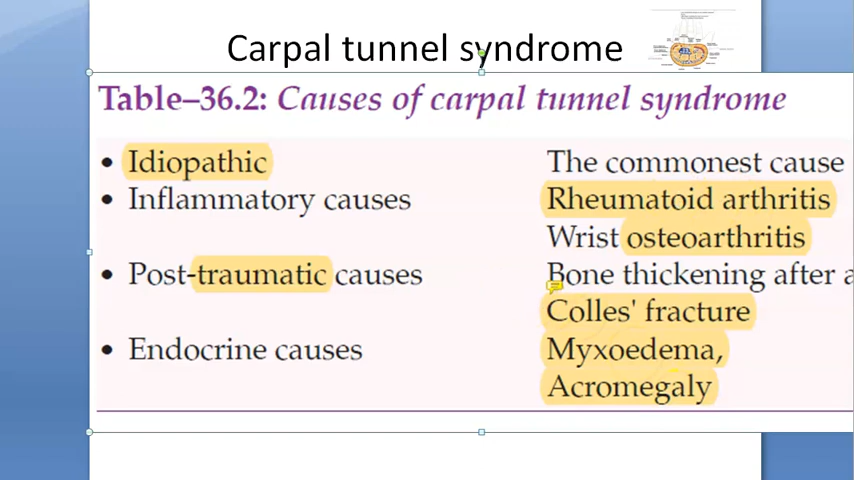 Carpal tunnel syndrome
Table–36.2: Causes of carpal tunnel syndrome
• Idiopathic The commonest cause
• Inflammatory causes Rheumatoid arthritis
Wrist osteoarthritis
• Post-traumatic causes Bone thickening after a
Colles' fracture
• Endocrine causes Myxoedema,
Acromegaly